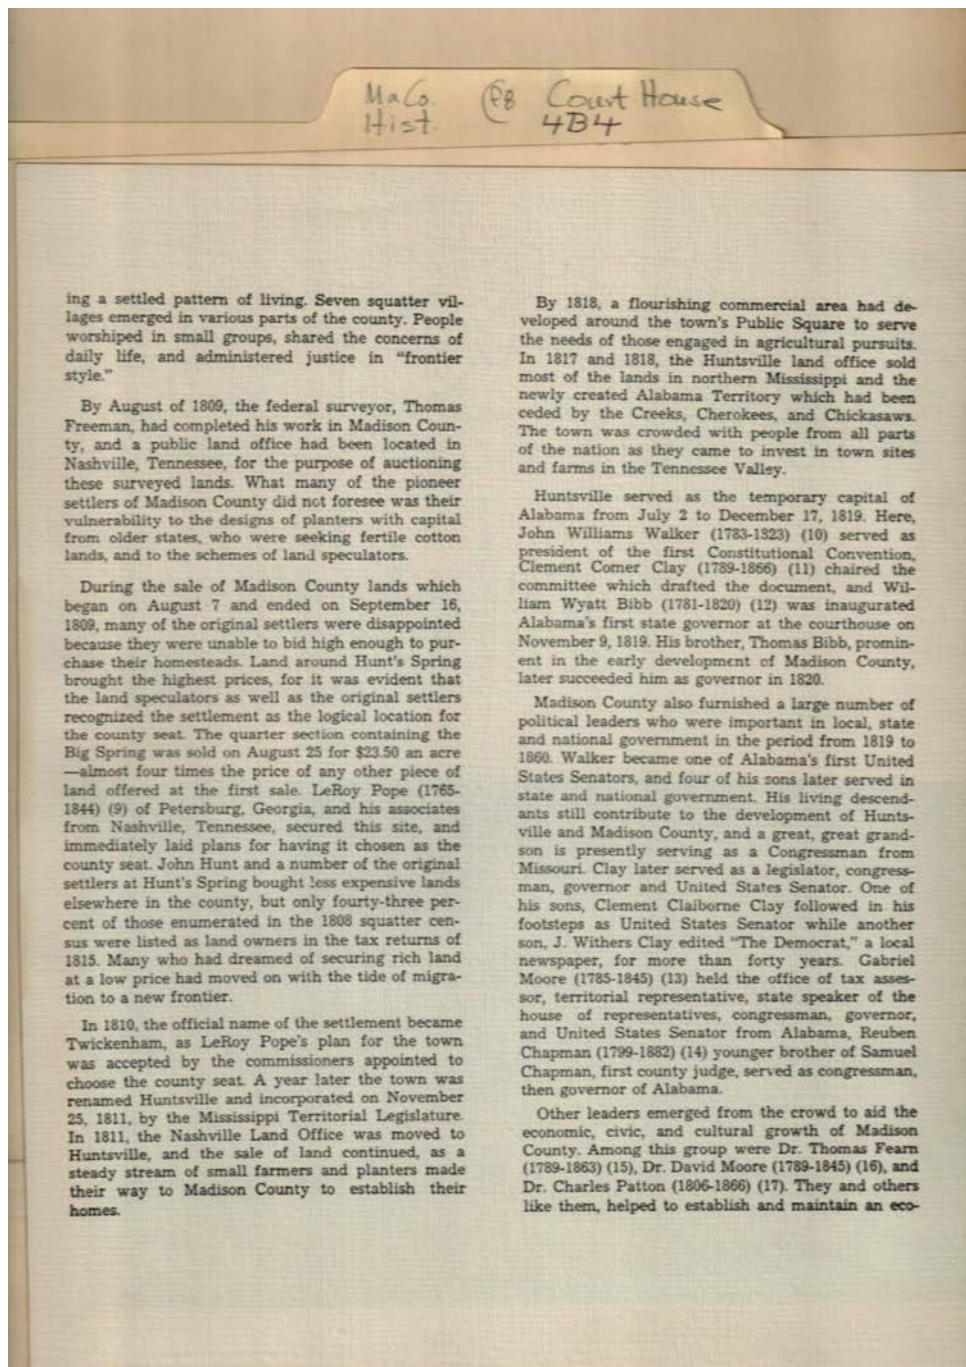 MaCo. @8 Court House
Hist. 4B4
ing a settled pattern of living. Seven squatter vil-
lages emerged in various parts of the county. People
worshiped in small groups, shared the concerns of
daily life, and administered justice in “frontier
style.”
By August of 1809, the federal surveyor, Thomas
Freeman, had completed his work in Madison Coun-
ty, and a public land office had been located in
Nashville, Tennessee, for the purpose of auctioning
these surveyed lands. What many of the pioneer
settlers of Madison County did not foresee was their
vulnerability to the designs of planters with capital
from older states, who were seeking fertile cotton
lands, and to the schemes of land speculators.
During the sale of Madison County lands which
began on August 7 and ended on September 16,
1809, many of the original settlers were disappointed
because they were unable to bid high enough to pur-
chase their homesteads. Land around Hunt's Spring
brought the highest prices, for it was evident that
the land speculators as well as the original settlers
recognized the settlement as the logical location for
the county seat. The quarter section containing the
Big Spring was sold on August 25 for $23.50 an acre
—almost four times the price of any other piece of
land offered at the first sale. LeRoy Pope (1765-
1844) (9) of Petersburg, Georgia, and his associates
from Nashville, Tennessee, secured this site, and
immediately laid plans for having it chosen as the
county seat. John Hunt and a number of the original
settlers at Hunt's Spring bought less expensive lands
elsewhere in the county, but only fourty-three per-
cent of those enumerated in the 1808 squatter cen-
sus were listed as land owners in the tax returns of
1815. Many who had dreamed of securing rich land
at a low price had moved on with the tide of migra-
tion to a new frontier.
In 1810, the official name of the settlement became
Twickenham, as LeRoy Pope's plan for the town
was accepted by the commissioners appointed to
choose the county seat. A year later the town was
renamed Huntsville and incorporated on November
25, 1811, by the Mississippi Territorial Legislature.
In 1811, the Nashville Land Office was moved to
Huntsville, and the sale of land continued, as a
steady stream of small farmers and planters made
their way to Madison County to establish their
homes.
By 1818, a flourishing commercial area had de-
veloped around the town's Public Square to serve
the needs of those engaged in agricultural pursuits.
In 1817 and 1818, the Huntsville land office sold
most of the lands in northern Mississippi and the
newly created Alabama Territory which had been
ceded by the Creeks, Cherokees, and Chickasaws.
The town was crowded with people from all parts
of the nation as they came to invest in town sites
and farms in the Tennessee Valley.
Huntsville served as the temporary capital of
Alabama from July 2 to December 17, 1819. Here,
John Williams Walker (1783-1823) (10) served as
president of the first Constitutional Convention,
Clement Comer Clay (1789-1866) (11) chaired the
committee which drafted the document, and Wil-
liam Wyatt Bibb (1781-1820) (12) was inaugurated
Alabama's first state governor at the courthouse on
November 9, 1819. His brother, Thomas Bibb, promin-
ent in the early development of Madison County,
later succeeded him as governor in 1820.
Madison County also furnished a large number of
political leaders who were important in local, state
and national government in the period from 1819 to
1860. Walker became one of Alabama's first United
States Senators, and four of his sons later served in
state and national government. His living descend-
ants still contribute to the development of Hunts-
ville and Madison County, and a great, great grand-
son is presently serving as a Congressman from
Missouri. Clay later served as a legislator, congress-
man, governor and United States Senator. One of
his sons, Clement Claiborne Clay followed in his
footsteps as United States Senator while another
son, J. Withers Clay edited “The Democrat,” a local
newspaper, for more than forty years. Gabriel
Moore (1785-1845) (13) held the office of tax asses-
sor, territorial representative, state speaker of the
house of representatives, congressman, governor,
and United States Senator from Alabama, Reuben
Chapman (1799-1882) (14) younger brother of Samuel
Chapman, first county judge, served as congressman,
then governor of Alabama.
Other leaders emerged from the crowd to aid the
economic, civic, and cultural growth of Madison
County. Among this group were Dr. Thomas Fearn
(1789-1863) (15), Dr. David Moore (1789-1845) (16), and
Dr. Charles Patton (1806-1866) (17). They and others
like them, helped to establish and maintain an eco-